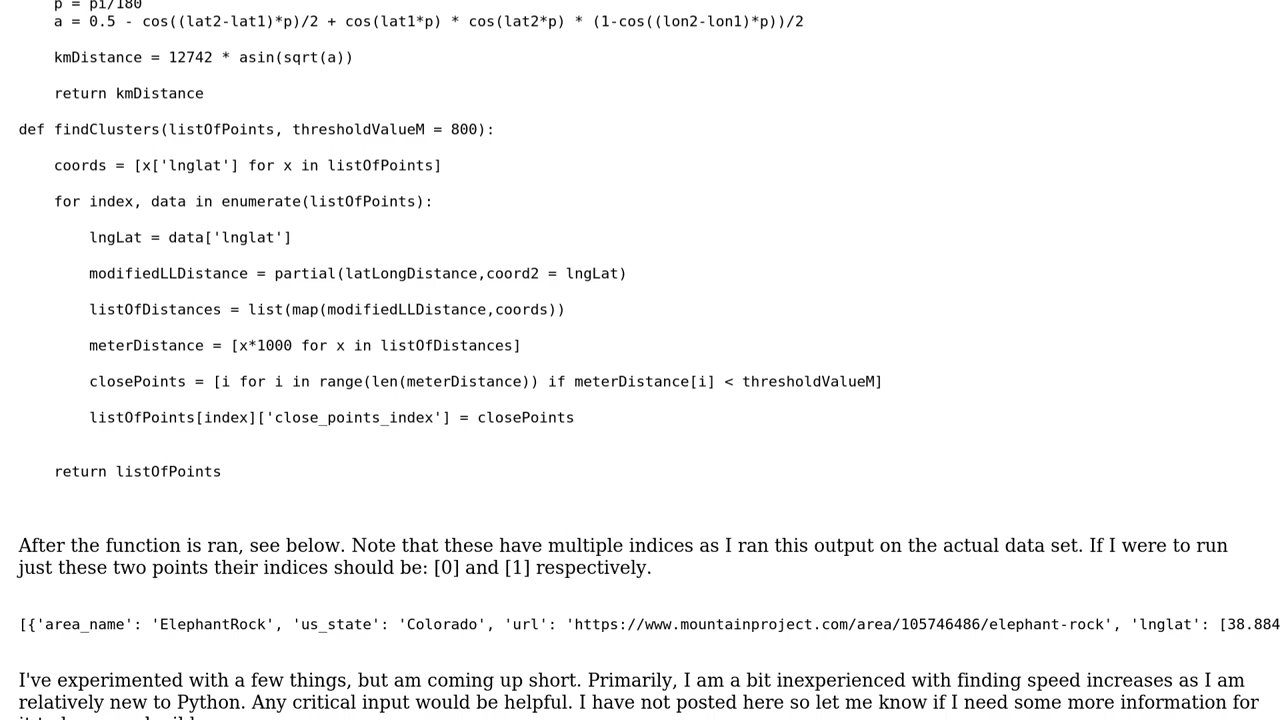 p = pi/180
a = 0.5 - cos((lat2-lat1)*p)/2 + cos(lat1*p) * cos(lat2*p) * (1-cos((lon2-lon1)*p))/2
kmDistance = 12742 * asin(sqrt(a))
return kmDistance
def findClusters(listOfPoints, thresholdValueM = 800):
coords = [x['lnglat'] for x in listOfPoints]
for index, data in enumerate(listOfPoints):
lngLat = data['lnglat']
modifiedLLDistance = partial(latLongDistance,coord2 = lngLat)
listOfDistances = list(map(modifiedLLDistance,coords))
meterDistance = [x*1000 for x in listOfDistances]
closePoints = [i for i in range(len(meterDistance)) if meterDistance[i] < thresholdValueM]
listOfPoints[index]['close_points_index'] = closePoints
return listOfPoints
After the function is ran, see below. Note that these have multiple indices as I ran this output on the actual data set. If I were to run
just these two points their indices should be: [0] and [1] respectively.
[{'area_name': 'ElephantRock', 'us_state': 'Colorado', 'url': 'https://www.mountainproject.com/area/105746486/elephant-rock', 'lnglat': [38.884
I've experimented with a few things, but am coming up short. Primarily, I am a bit inexperienced with finding speed increases as I am
relatively new to Python. Any critical input would be helpful. I have not posted here so let me know if I need some more information for